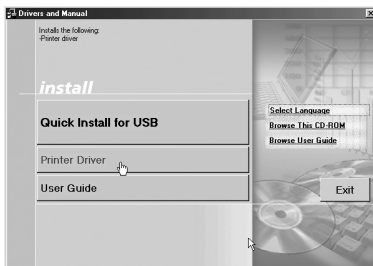 Drivers and Manual
Installs the following:
-Printer driver
install
Quick Install for USB
Printer Driver
User Guide
Select Language
Browse This CD-ROM
Browse User Guide
Exit